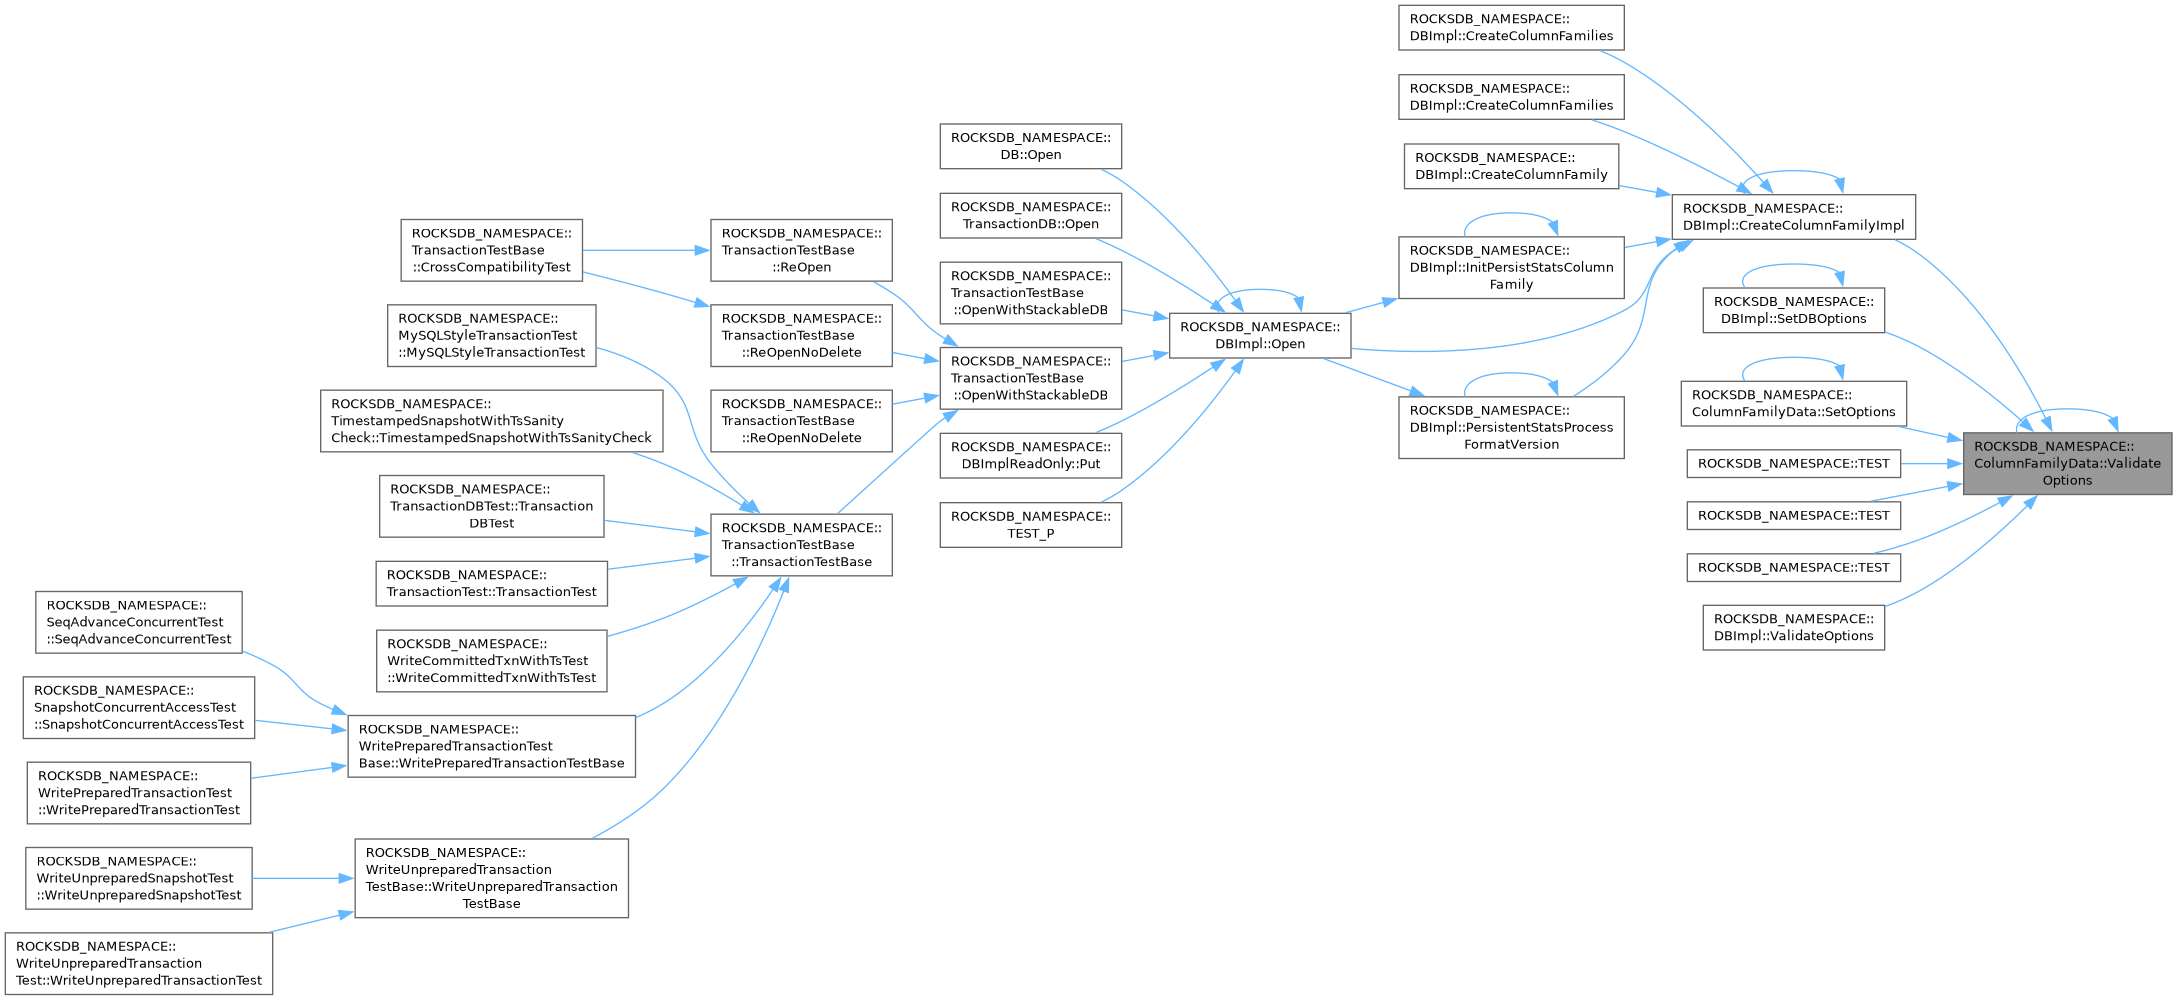 ROCKSDB_NAMESPACE::
DBImpl::CreateColumnFamilies
ROCKSDB_NAMESPACE::
DBImpl::CreateColumnFamilies
ROCKSDB_NAMESPACE::
DB::Open
ROCKSDB_NAMESPACE::
DBImpl::CreateColumnFamily
ROCKSDB_NAMESPACE::
TransactionDB::Open
ROCKSDB_NAMESPACE::
DBImpl::CreateColumnFamilyImpl
ROCKSDB_NAMESPACE::
TransactionTestBase
::CrossCompatibilityTest
ROCKSDB_NAMESPACE::
TransactionTestBase
::ReOpen
ROCKSDB_NAMESPACE::
TransactionTestBase
::OpenWithStackableDB
ROCKSDB_NAMESPACE::
DBImpl::InitPersistStatsColumn
Family
ROCKSDB_NAMESPACE::
DBImpl::SetDBOptions
ROCKSDB_NAMESPACE::
MySQLStyleTransactionTest
::MySQLStyleTransactionTest
ROCKSDB_NAMESPACE::
TransactionTestBase
::ReOpenNoDelete
ROCKSDB_NAMESPACE::
DBImpl::Open
ROCKSDB_NAMESPACE::
TransactionTestBase
::OpenWithStackableDB
ROCKSDB_NAMESPACE::
ColumnFamilyData::SetOptions
ROCKSDB_NAMESPACE::
TimestampedSnapshotWithTsSanity
Check::TimestampedSnapshotWithTsSanityCheck
ROCKSDB_NAMESPACE::
TransactionTestBase
::ReOpenNoDelete
ROCKSDB_NAMESPACE::
DBImpl::PersistentStatsProcess
FormatVersion
ROCKSDB_NAMESPACE::
DBImplReadOnly::Put
ROCKSDB_NAMESPACE::TEST
ROCKSDB_NAMESPACE::
ColumnFamilyData::Validate
Options
ROCKSDB_NAMESPACE::
TransactionDBTest::Transaction
DBTest
ROCKSDB_NAMESPACE::
TransactionTestBase
::TransactionTestBase
ROCKSDB_NAMESPACE::
TEST_P
ROCKSDB_NAMESPACE::TEST
ROCKSDB_NAMESPACE::TEST
ROCKSDB_NAMESPACE::
TransactionTest::TransactionTest
ROCKSDB_NAMESPACE::
DBImpl::ValidateOptions
ROCKSDB_NAMESPACE::
SeqAdvanceConcurrentTest
::SeqAdvanceConcurrentTest
ROCKSDB_NAMESPACE::
WriteCommittedTxnWithTsTest
::WriteCommittedTxnWithTsTest
ROCKSDB_NAMESPACE::
SnapshotConcurrentAccessTest
::SnapshotConcurrentAccessTest
ROCKSDB_NAMESPACE::
WritePreparedTransactionTest
Base::WritePreparedTransactionTestBase
ROCKSDB_NAMESPACE::
WritePreparedTransactionTest
::WritePreparedTransactionTest
ROCKSDB_NAMESPACE::
WriteUnpreparedSnapshotTest
::WriteUnpreparedSnapshotTest
ROCKSDB_NAMESPACE::
WriteUnpreparedTransaction
TestBase::WriteUnpreparedTransaction
TestBase
ROCKSDB_NAMESPACE::
WriteUnpreparedTransaction
Test::WriteUnpreparedTransactionTest